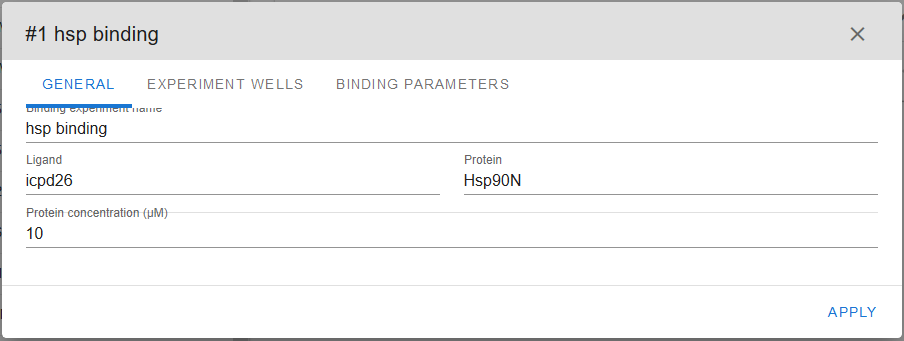 #1 hsp binding
GENERAL EXPERIMENT WELLS BINDING PARAMETERS
Binding experiment name
hsp binding
Ligand Protein
icpd26 Hsp90N
Protein concentration (µM)
10
APPLY